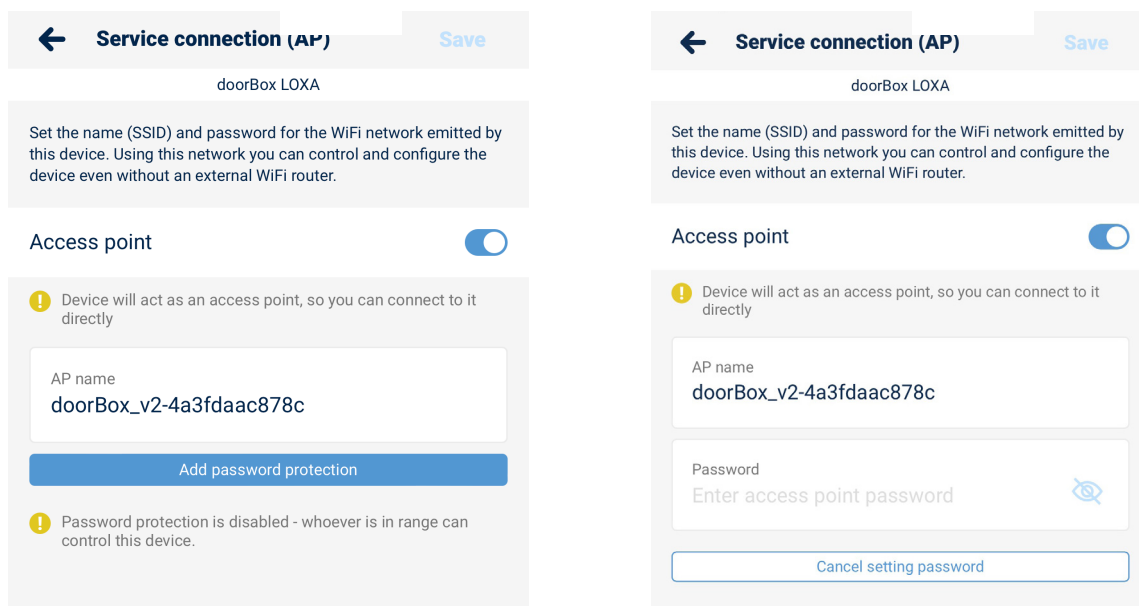 Service connection (AP)
Save
doorBox LOXA
Set the name (SSID) and password for the WiFi network emitted by
this device. Using this network you can control and configure the
device even without an external WiFi router.
Access point
Device will act as an access point, so you can connect to it
directly
AP name
doorBox_v2-4a3fdaac878c
Add password protection
Password protection is disabled - whoever is in range can
control this device.
Service connection (AP)
Save
doorBox LOXA
Set the name (SSID) and password for the WiFi network emitted by
this device. Using this network you can control and configure the
device even without an external WiFi router.
Access point
Device will act as an access point, so you can connect to it
directly
AP name
doorBox_v2-4a3fdaac878c
Password
Enter access point password
Cancel setting password